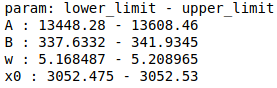 param: lower_limit - upper_limit
A : 13448.28 - 13608.46
B : 337.6332 - 341.9345
w : 5.168487 - 5.208965
x0 : 3052.475 - 3052.53